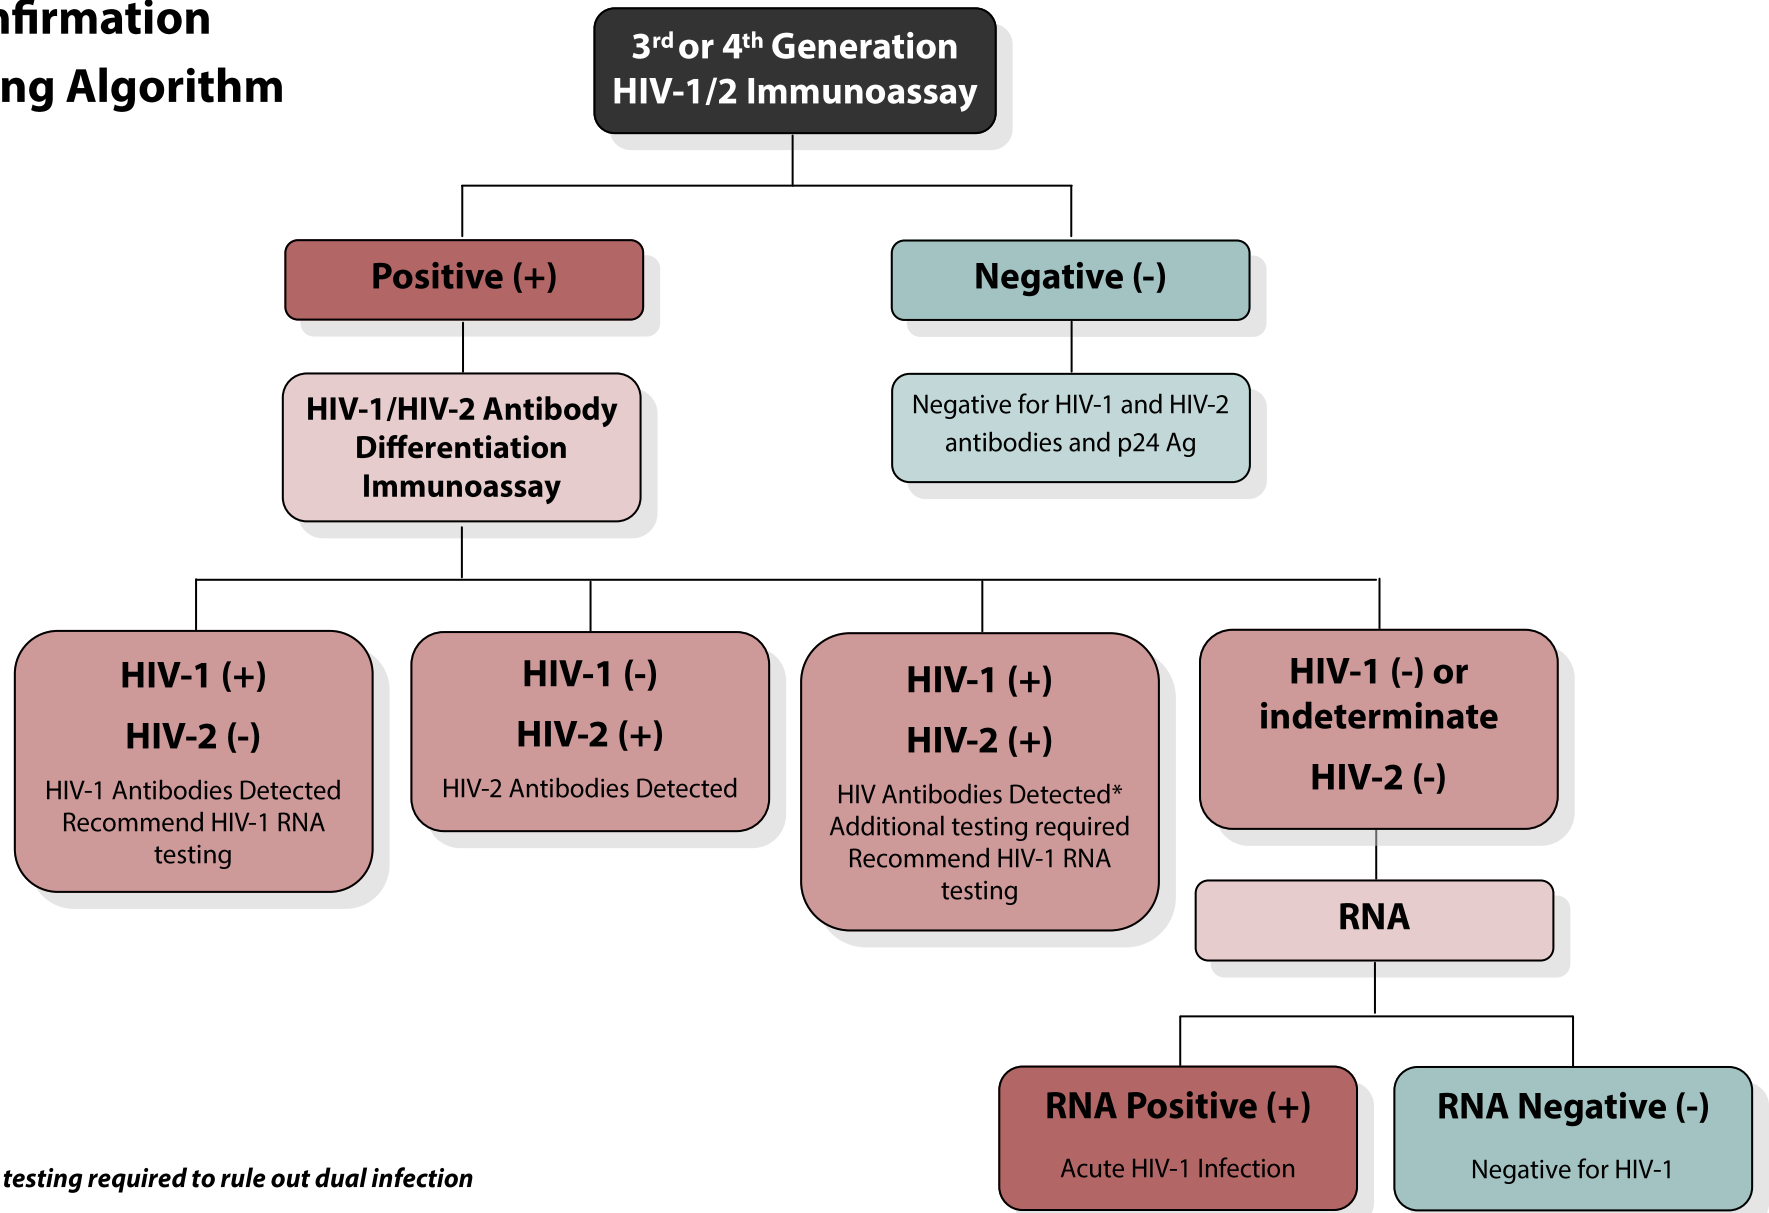 nfirmation
ng Algorithm
3rd or 4th Generation
HIV-1/2 Immunoassay
Positive (+)
Negative (-)
HIV-1/HIV-2 Antibody
Differentiation
Immunoassay
Negative for HIV-1 and HIV-2
antibodies and p24 Ag
HIV-1 (+)
HIV-2 (-)
HIV-1 Antibodies Detected
Recommend HIV-1 RNA
testing
HIV-1 (-)
HIV-2 (+)
HIV-2 Antibodies Detected
HIV-1 (+)
HIV-2 (+)
HIV Antibodies Detected*
Additional testing required
Recommend HIV-1 RNA
testing
HIV-1 (-) or
indeterminate
HIV-2 (-)
RNA
RNA Positive (+)
Acute HIV-1 Infection
RNA Negative (-)
Negative for HIV-1
testing required to rule out dual infection